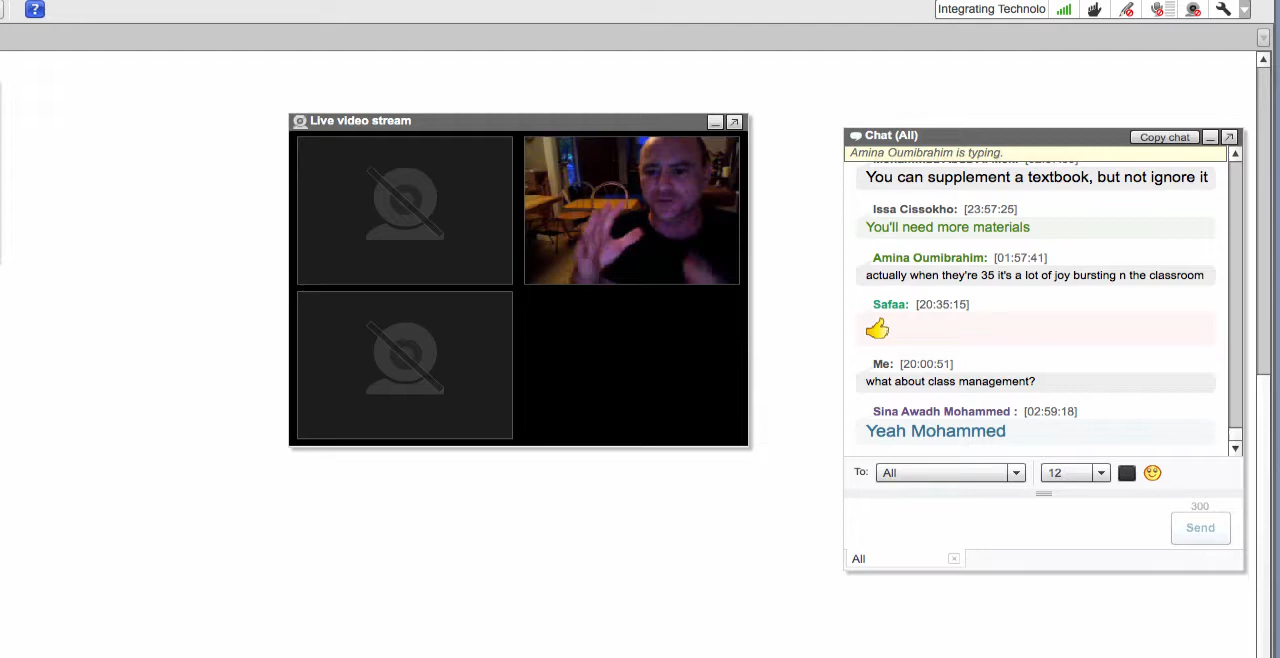 ?
Integrating Technolo
Live video stream
Chat (All)
Copy chat
Amina Oumibrahim is typing.
You can supplement a textbook, but not ignore it
Issa Cissokho: [23:57:25]
You'll need more materials
Amina Oumibrahim: [01:57:41]
actually when they're 35 it's a lot of joy bursting n the classroom
Safaa: [20:35:15]
Me: [20:00:51]
what about class management?
Sina Awadh Mohammed : [02:59:18]
Yeah Mohammed
To: All 12
300
Send
All